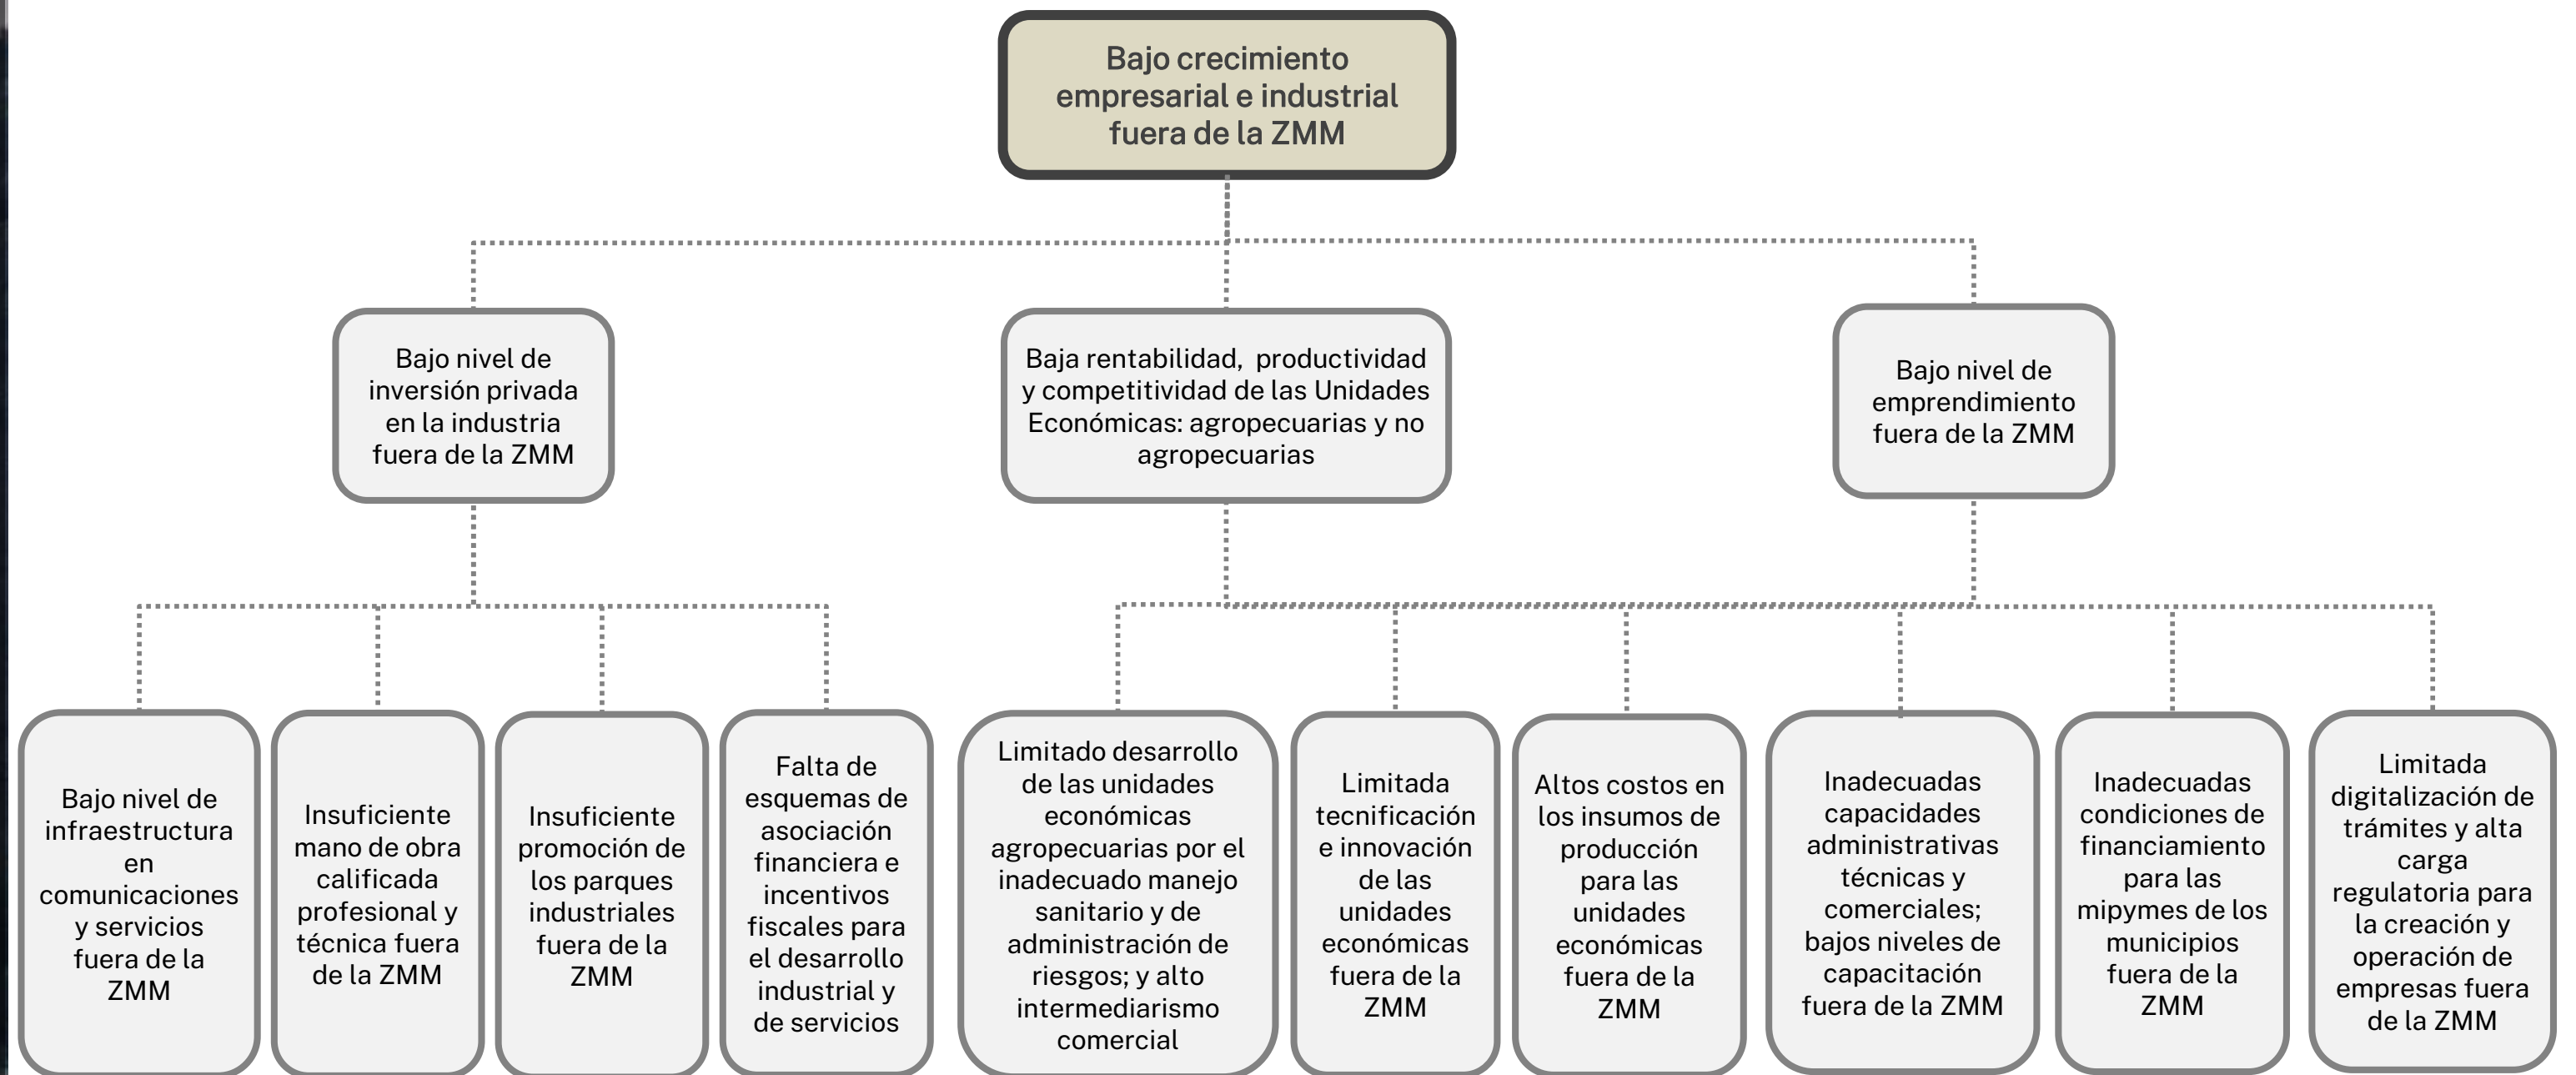 Bajo crecimiento
empresarial e industrial
fuera de la ZMM
Bajo nivel de
inversión privada
en la industria
fuera de la ZMM
Baja rentabilidad,  productividad
y competitividad de las Unidades
Económicas: agropecuarias y no
agropecuarias
Bajo nivel de
emprendimiento
fuera de la ZMM
Bajo nivel de
infraestructura
en
comunicaciones
y servicios
fuera de la
ZMM
Insuficiente
mano de obra
calificada
profesional y
técnica fuera
de la ZMM
Insuficiente
promoción de
los parques
industriales
fuera de la
ZMM
Falta de
esquemas de
asociación
financiera e
incentivos
fiscales para
el desarrollo
industrial y
de servicios
Limitado desarrollo
de las unidades
económicas
agropecuarias por el
inadecuado manejo
sanitario y de
administración de
riesgos; y alto
intermediarismo
comercial
Limitada
tecnificación
e innovación
de las
unidades
económicas
fuera de la
ZMM
Altos costos en
los insumos de
producción
para las
unidades
económicas
fuera de la
ZMM
Inadecuadas
capacidades
administrativas
técnicas y
comerciales;
bajos niveles de
capacitación
fuera de la ZMM
Inadecuadas
condiciones de
financiamiento
para las
mipymes de los
municipios
fuera de la
ZMM
Limitada
digitalización de
trámites y alta
carga
regulatoria para
la creación y
operación de
empresas fuera
de la ZMM